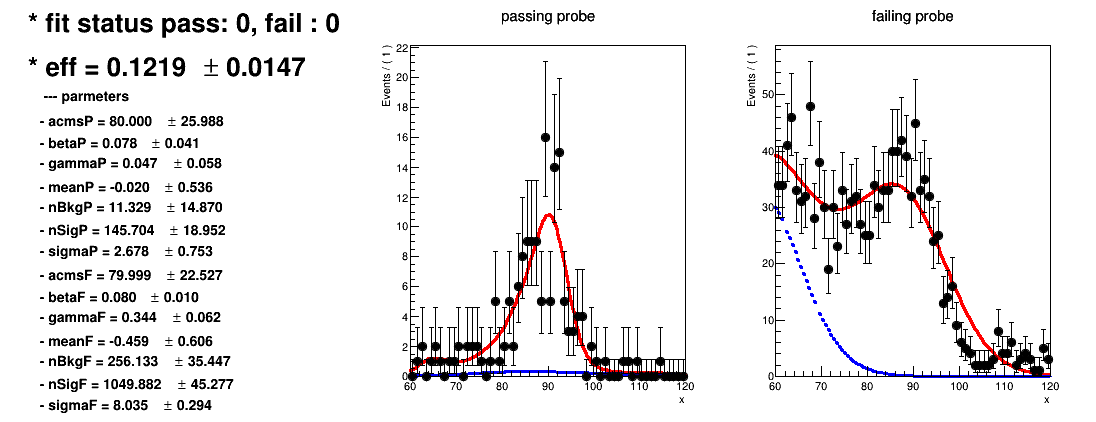 * fit status pass: 0, fail : 0
* eff = 0.1219 ± 0.0147
--- parmeters
- acmsP = 80.000 ± 25.988
- betaP = 0.078 ± 0.041
- gammaP = 0.047 ± 0.058
- meanP = -0.020 ± 0.536
- nBkgP = 11.329 ± 14.870
- nSigP = 145.704 ± 18.952
- sigmaP = 2.678 ± 0.753
- acmsF = 79.999 ± 22.527
- betaF = 0.080 ± 0.010
- gammaF = 0.344 ± 0.062
- meanF = -0.459 ± 0.606
- nBkgF = 256.133 ± 35.447
- nSigF = 1049.882 ± 45.277
- sigmaF = 8.035 ± 0.294
passing probe
Events / ( 1 )
22
20
18
16
14
12
10
8
6
4
2
0
60 70 80 90 100 110 120
x
failing probe
Events / ( 1 )
50
40
30
20
10
0
60 70 80 90 100 110 120
x